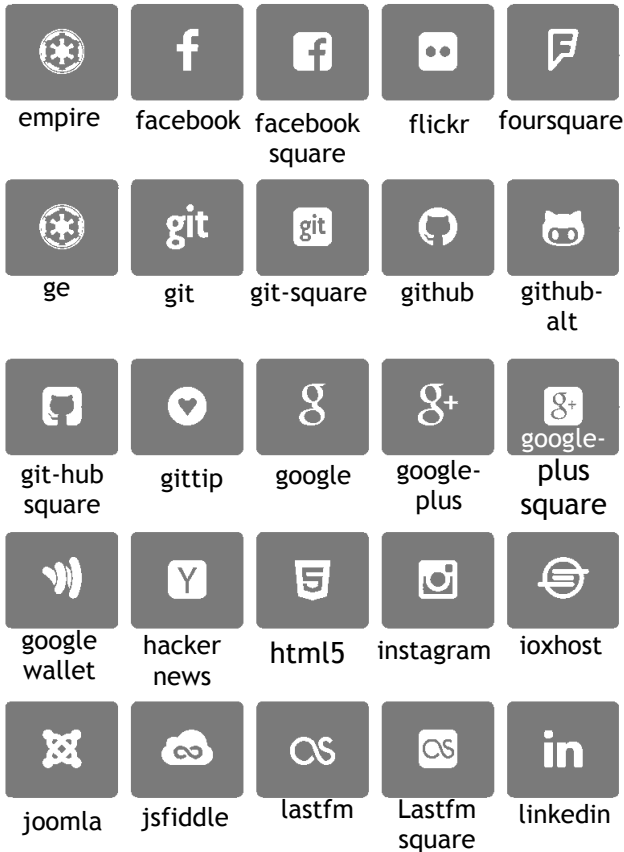 empire facebook facebook square flickr foursquare
git git
ge git git-square github github-alt
g g+ g+
git-hub square gittip google google-plus google-plus square
Y 5
google wallet hacker news html5 instagram ioxhost
in
joomla jsfiddle lastfm Lastfm square linkedin